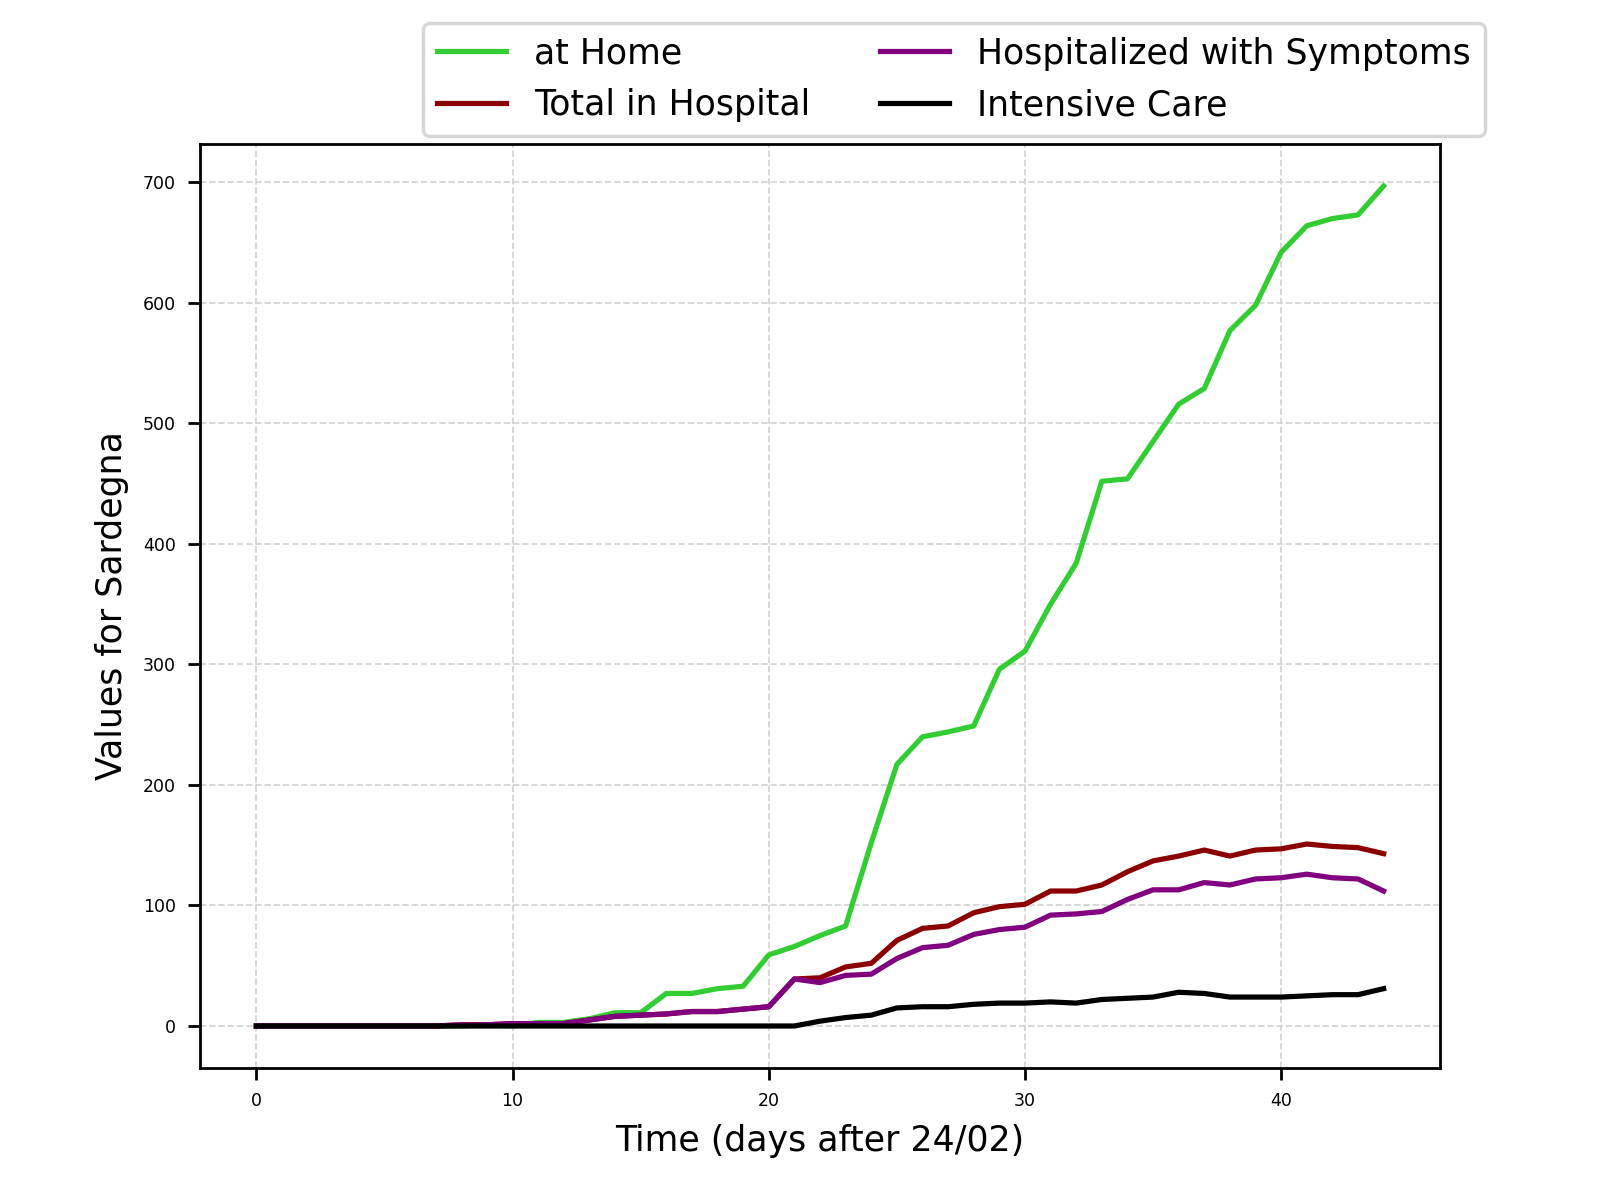 at Home
Total in Hospital
Hospitalized with Symptoms
Intensive Care
700
600
500
400
300
200
100
0
Values for Sardegna
0 10 20 30 40
Time (days after 24/02)